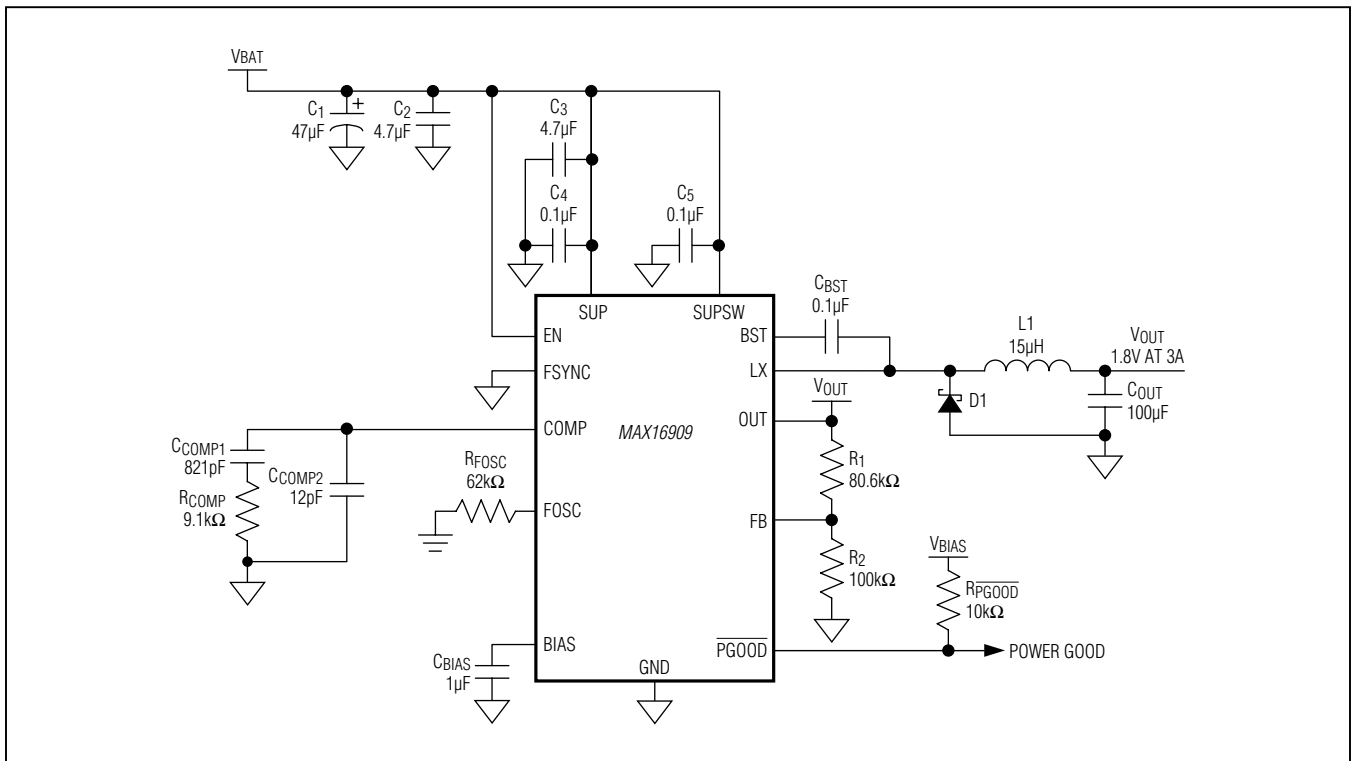 VBAT
C1
47µF
+
C2
4.7µF
C3
4.7µF
C4
0.1µF
C5
0.1µF
SUP
SUPSW
CBST
0.1µF
EN
BST
L1
15µH
VOUT
1.8V AT 3A
FSYNC
LX
VOUT
D1
COUT
100µF
COMP
MAX16909
OUT
CCOMP1
821pF
CCOMP2
12pF
RCOMP
9.1kΩ
RFOSC
62kΩ
R1
80.6kΩ
FOSC
FB
R2
100kΩ
VBIAS
RPGOOD
10kΩ
BIAS
PGOOD
POWER GOOD
CBIAS
1µF
GND